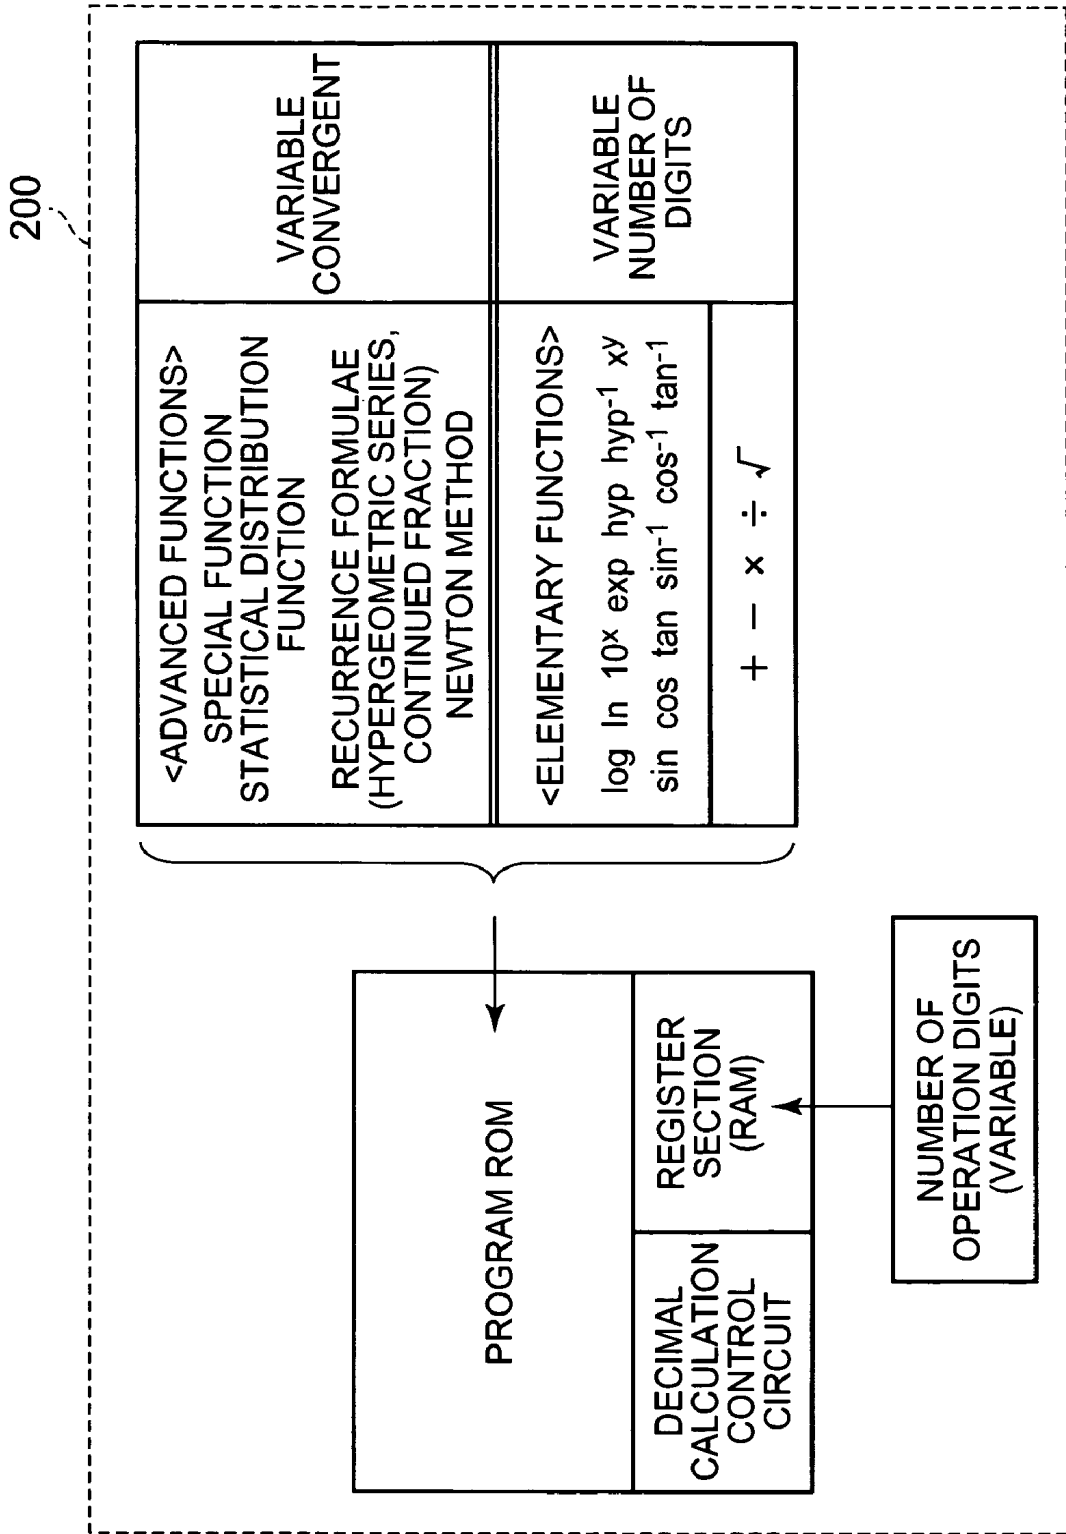 200
<ADVANCED FUNCTIONS>
SPECIAL FUNCTION
STATISTICAL DISTRIBUTION
FUNCTION
RECURRENCE FORMULAE
(HYPERGEOMETRIC SERIES,
CONTINUED FRACTION)
NEWTON METHOD
VARIABLE
CONVERGENT
<ELEMENTARY FUNCTIONS>
log ln 10ˣ exp hyp hyp⁻¹ xʸ
sin cos tan sin⁻¹ cos⁻¹ tan⁻¹
+ − × ÷ √
VARIABLE
NUMBER OF
DIGITS
PROGRAM ROM
DECIMAL
CALCULATION
CONTROL
CIRCUIT
REGISTER
SECTION
(RAM)
NUMBER OF
OPERATION DIGITS
(VARIABLE)